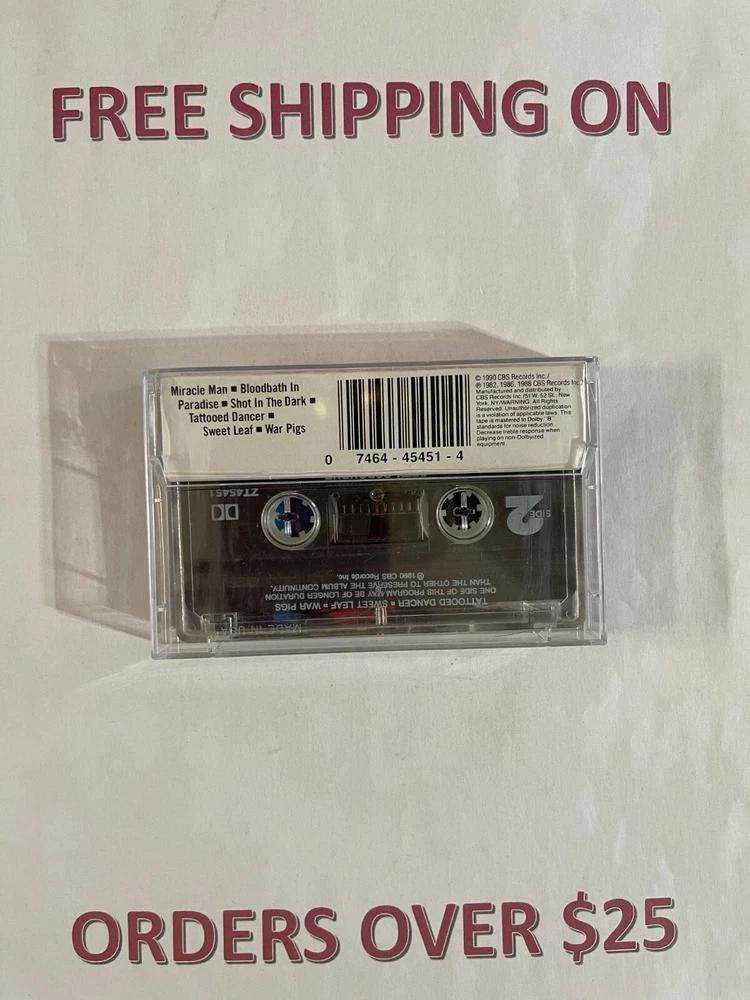 FREE SHIPPING ON
Miracle Man ■ Bloodbath In
Paradise ■ Shot In The Dark ■
Tattooed Dancer ■
Sweet Leaf ■ War Pigs
0 7464 - 45451 - 4
© 1990 CBS Records Inc./
℗ 1982, 1986, 1988 CBS Records Inc.
Manufactured and distributed by
CBS Records Inc./51 W. 52 St., New
York, NY/WARNING: All Rights
Reserved. Unauthorized duplication
is a violation of applicable laws. This
tape is mastered to Dolby "B"
standards for noise reduction.
Decrease treble response when
playing on non-Dolbyized
equipment.
TATTOOED DANCER ■ SWEET LEAF ■ WAR PIGS
ONE SIDE OF THIS PROGRAM MAY BE OF LONGER DURATION
THAN THE OTHER TO PRESERVE THE ALBUM CONTINUITY.
© 1990 CBS Records Inc.
SIDE 2
ZT45451
MADE IN
ORDERS OVER $25